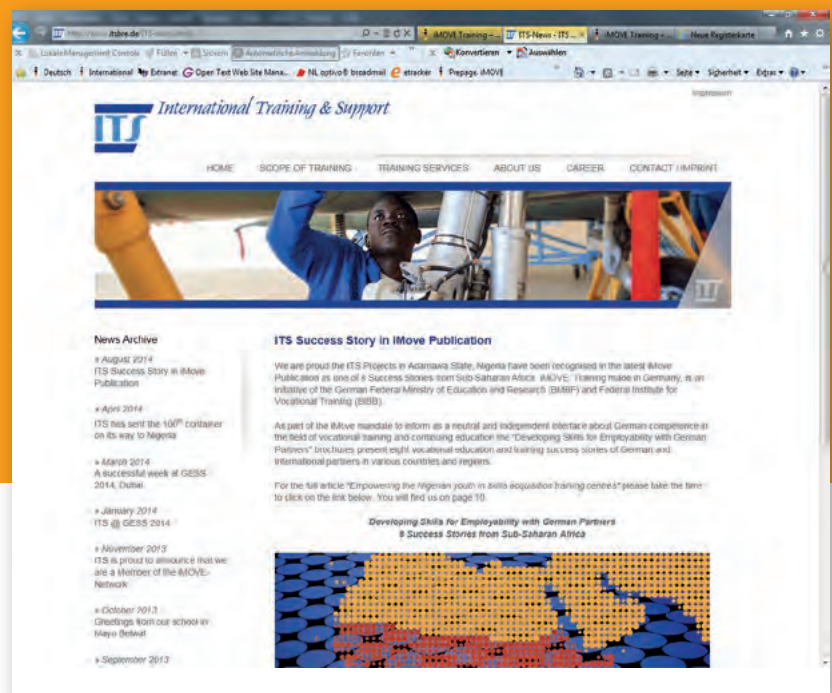 itsbre.de
iMOVE Training – ...
ITS-News - ITS ...
iMOVE Training – ...
Neue Registerkarte
Lokale Management Console
Füllen
Sichern
Automatische Anmeldung
Favoriten
Konvertieren
Auswählen
Deutsch
International
My Extranet
Open Text Web Site Mana...
NL optivo® broadmail
etracker
Prepage iMOVE
Seite
Sicherheit
Extras
Impressum
ITS
International Training & Support
HOME
SCOPE OF TRAINING
TRAINING SERVICES
ABOUT US
CAREER
CONTACT / IMPRINT
News Archive
» August 2014
ITS Success Story in iMove
Publication
» April 2014
ITS has sent the 100th container
on its way to Nigeria
» March 2014
A successful week at GESS
2014, Dubai
» January 2014
ITS @ GESS 2014
» November 2013
ITS is proud to announce that we
are a Member of the iMOVE-
Network
» October 2013
Greetings from our school in
Mayo Belwa!
» September 2013
ITS Success Story in iMove Publication
We are proud the ITS Projects in Adamawa State, Nigeria have been recognised in the latest iMove
Publication as one of 8 Success Stories from Sub-Saharan Africa. iMOVE: Training made in Germany, is an
initiative of the German Federal Ministry of Education and Research (BMBF) and Federal Institute for
Vocational Training (BIBB).
As part of the iMove mandate to inform as a neutral and independent interface about German competence in
the field of vocational training and continuing education the "Developing Skills for Employability with German
Partners" brochures present eight vocational education and training success stories of German and
international partners in various countries and regions.
For the full article "Empowering the Nigerian youth in skills acquisition training centres" please take the time
to click on the link below. You will find us on page 10.
Developing Skills for Employability with German Partners
8 Success Stories from Sub-Saharan Africa
ITS